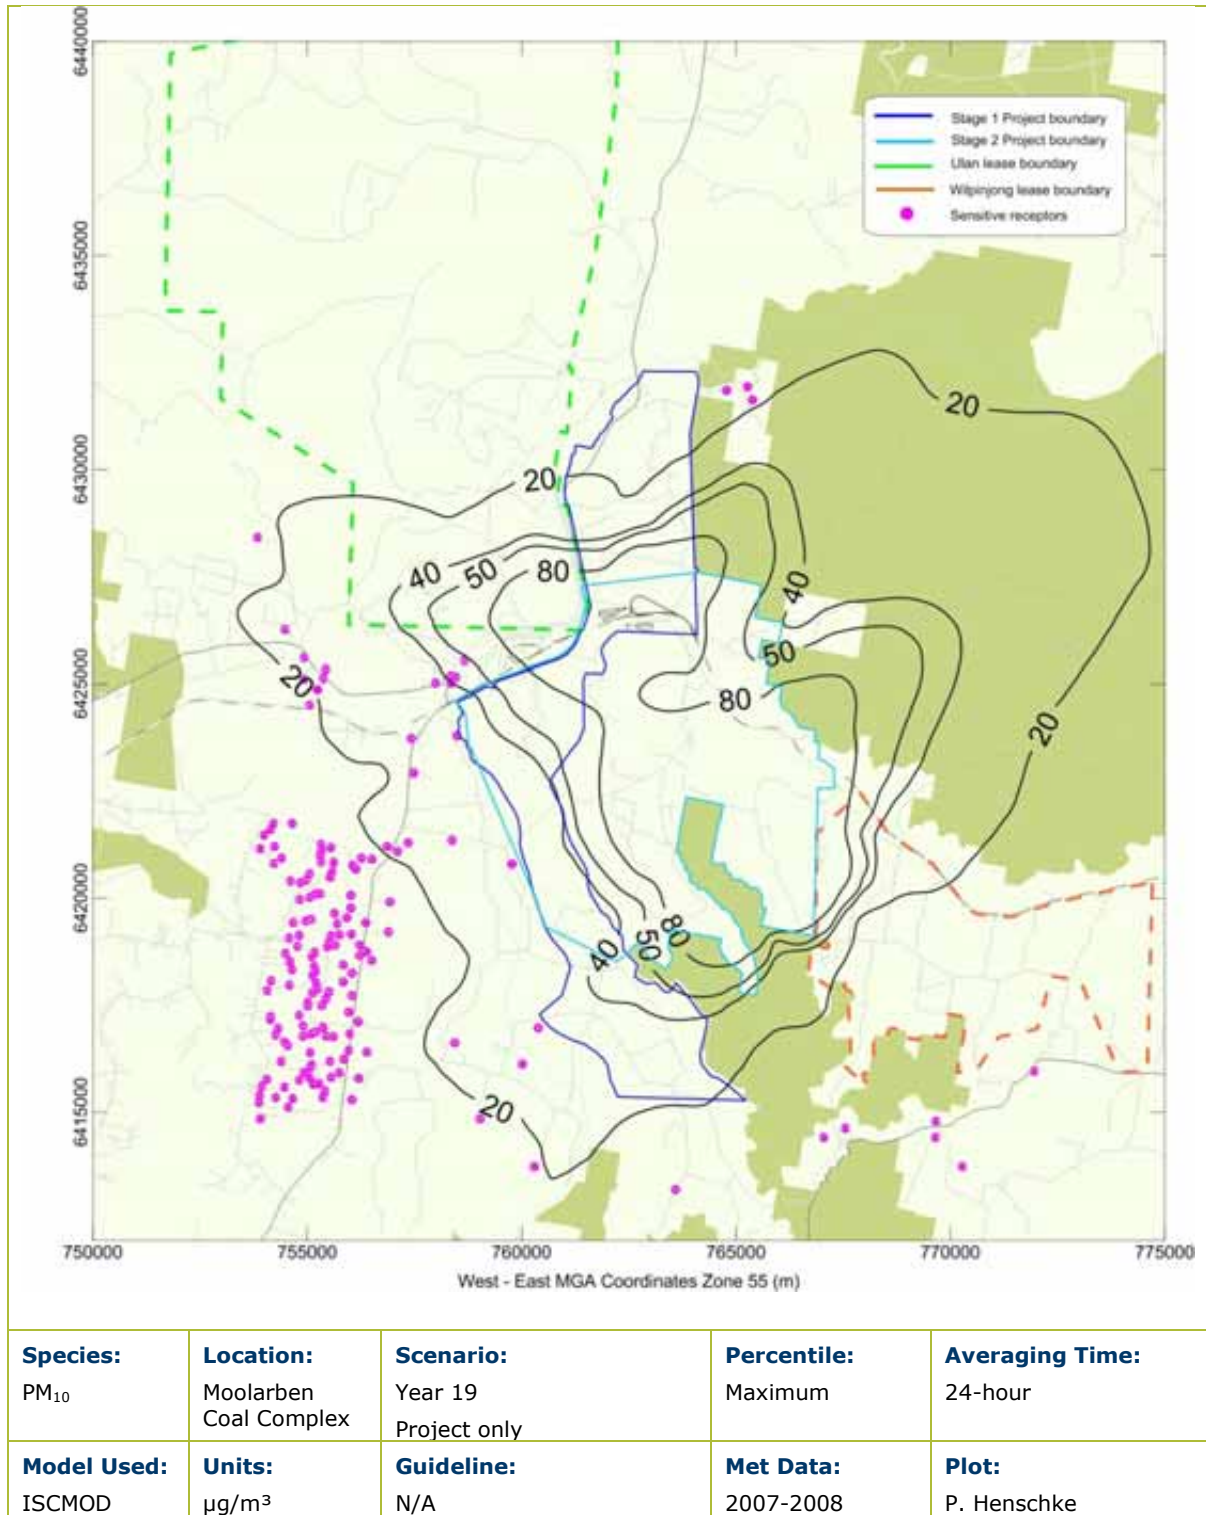 6440000
Stage 1 Project boundary
Stage 2 Project boundary
Ulan lease boundary
Wilpinjong lease boundary
Sensitive receptors
6435000
20
6430000
20
40
50
80
40
50
6425000
20
80
20
6420000
80
50
40
6415000
20
750000 755000 760000 765000 770000 775000
West - East MGA Coordinates Zone 55 (m)
Species: Location: Scenario: Percentile: Averaging Time:
PM₁₀ Moolarben Year 19 Maximum 24-hour
Coal Complex Project only
Model Used: Units: Guideline: Met Data: Plot:
ISCMOD µg/m³ N/A 2007-2008 P. Henschke